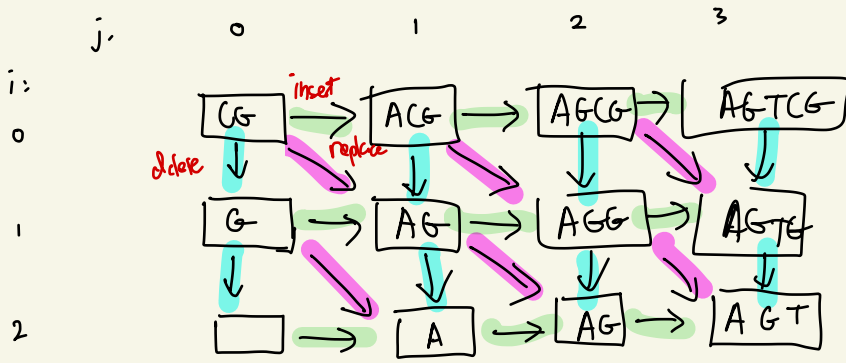 j. 0 1 2 3
i:
insert
CG ACG AGCG AGTCG
0
delete replace
G AG AGG AGTG
1
A AG AGT
2